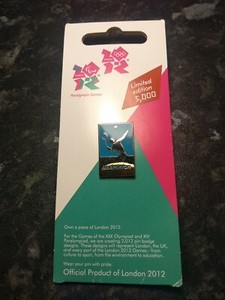 Paralympic Games
Limited
edition
5,000
Own a piece of London 2012
For the Games of the XXX Olympiad and XIV
Paralympiad, we are creating 2,012 pin badge
designs. These designs will represent London, the UK,
and every part of the London 2012 Games - from
culture to sport, from the environment to education.
Wear your pin with pride.
Official Product of London 2012